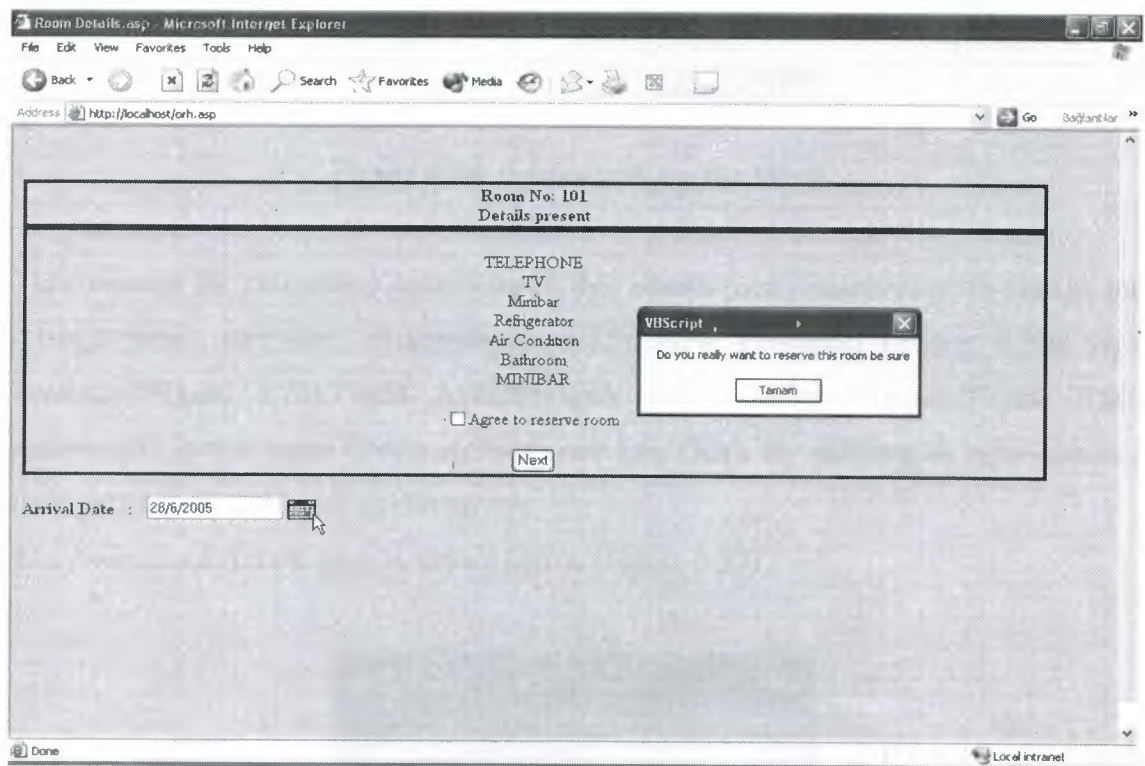 Room Details.asp - Microsoft Internet Explorer
File Edit View Favorites Tools Help
Back Search Favorites Media
Address http://localhost/orh.asp Go Bağlantılar »
Room No: 101
Details present
TELEPHONE
TV
Minibar
Refrigerator
Air Condition
Bathroom
MINIBAR
Agree to reserve room
Next
VBScript
Do you really want to reserve this room be sure
Tamam
Arrival Date : 28/6/2005
Done Local intranet